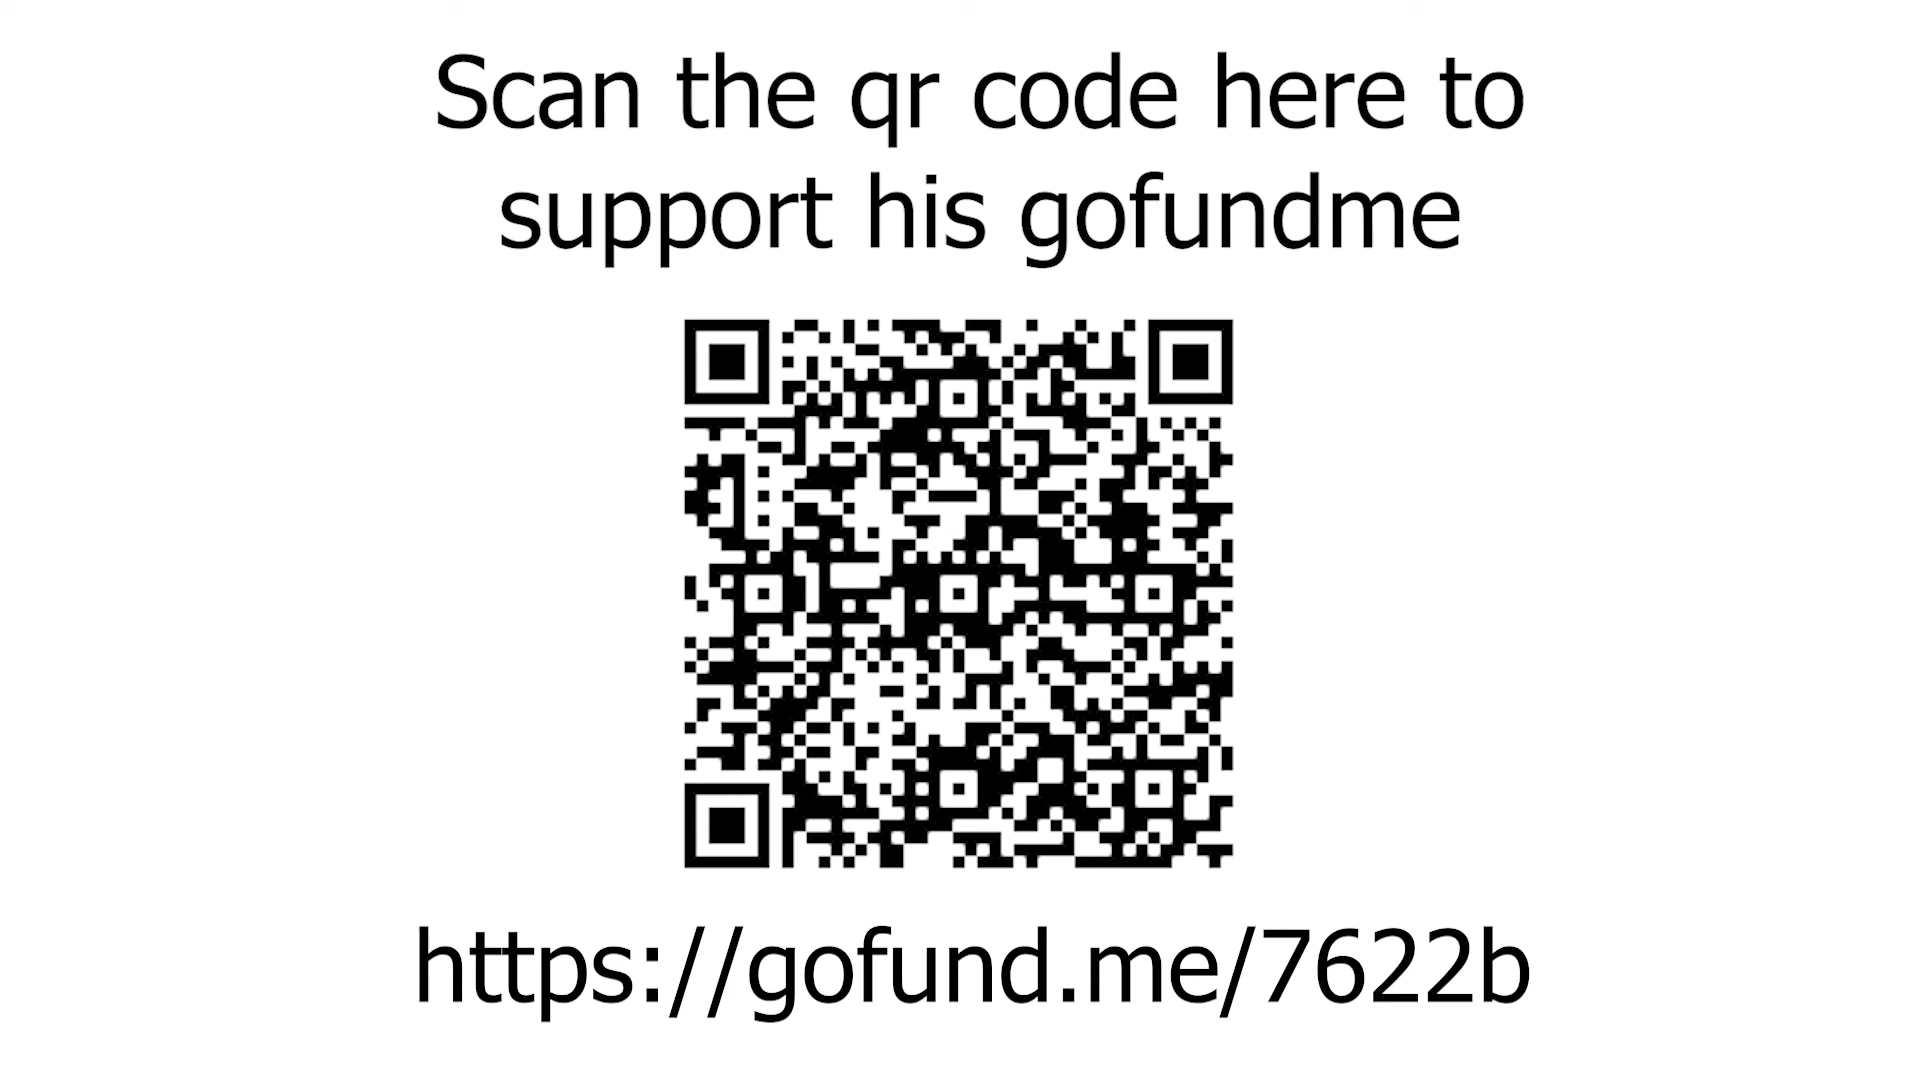 Scan the qr code here to
support his gofundme
https://gofund.me/7622b